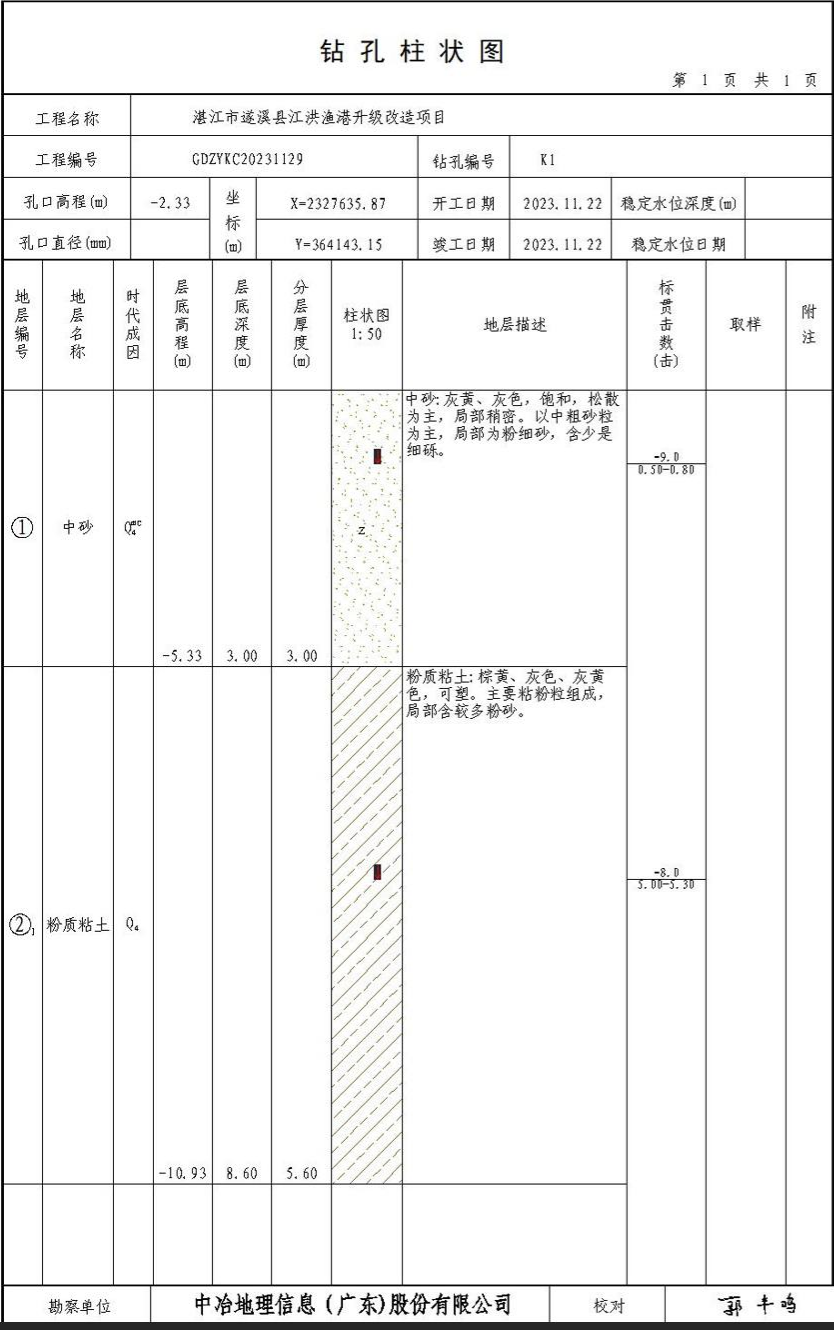 钻孔柱状图
第 1 页 共 1 页
工程名称 湛江市遂溪县江洪渔港升级改造项目
工程编号 GDZYKC20231129 钻孔编号 K1
孔口高程(m) -2.33 坐标(m) X=2327635.87 开工日期 2023.11.22 稳定水位深度(m)
孔口直径(mm) Y=364143.15 竣工日期 2023.11.22 稳定水位日期
地层编号 地层名称 时代成因 层底高程(m) 层底深度(m) 分层厚度(m) 柱状图 1:50 地层描述 标贯击数(击) 取样 附注
中砂:灰黄、灰色，饱和，松散
为主，局部稍密。以中粗砂粒
为主，局部为粉细砂，含少是
细砾。
-9.0
0.50-0.80
① 中砂 Q₄ᵐᶜ z
-5.33 3.00 3.00
粉质粘土:棕黄、灰色、灰黄
色，可塑。主要粘粉粒组成，
局部含较多粉砂。
-8.0
5.00-5.30
②₁ 粉质粘土 Q₄
-10.93 8.60 5.60
勘察单位 中冶地理信息(广东)股份有限公司 校对